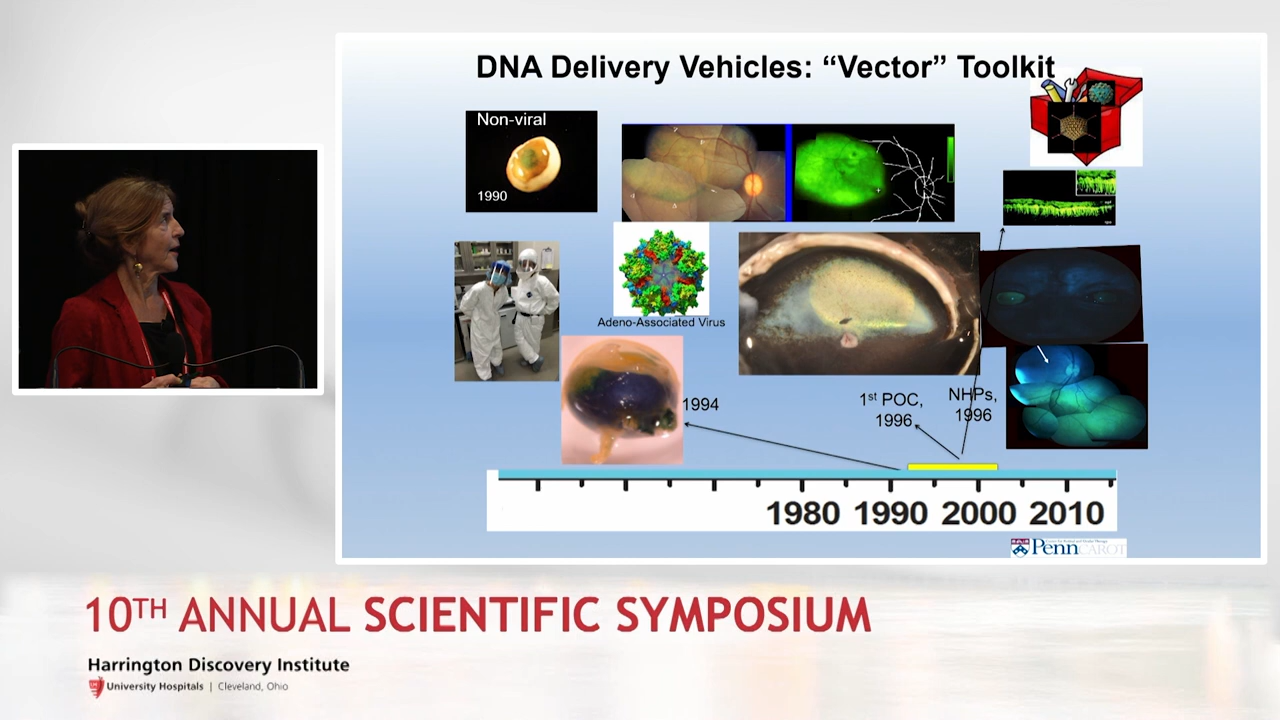 DNA Delivery Vehicles: “Vector” Toolkit
Non-viral
1990
Adeno-Associated Virus
1994
1st POC,
1996
NHPs,
1996
1980 1990 2000 2010
Penn CAROT
10TH ANNUAL SCIENTIFIC SYMPOSIUM
Harrington Discovery Institute
University Hospitals | Cleveland, Ohio